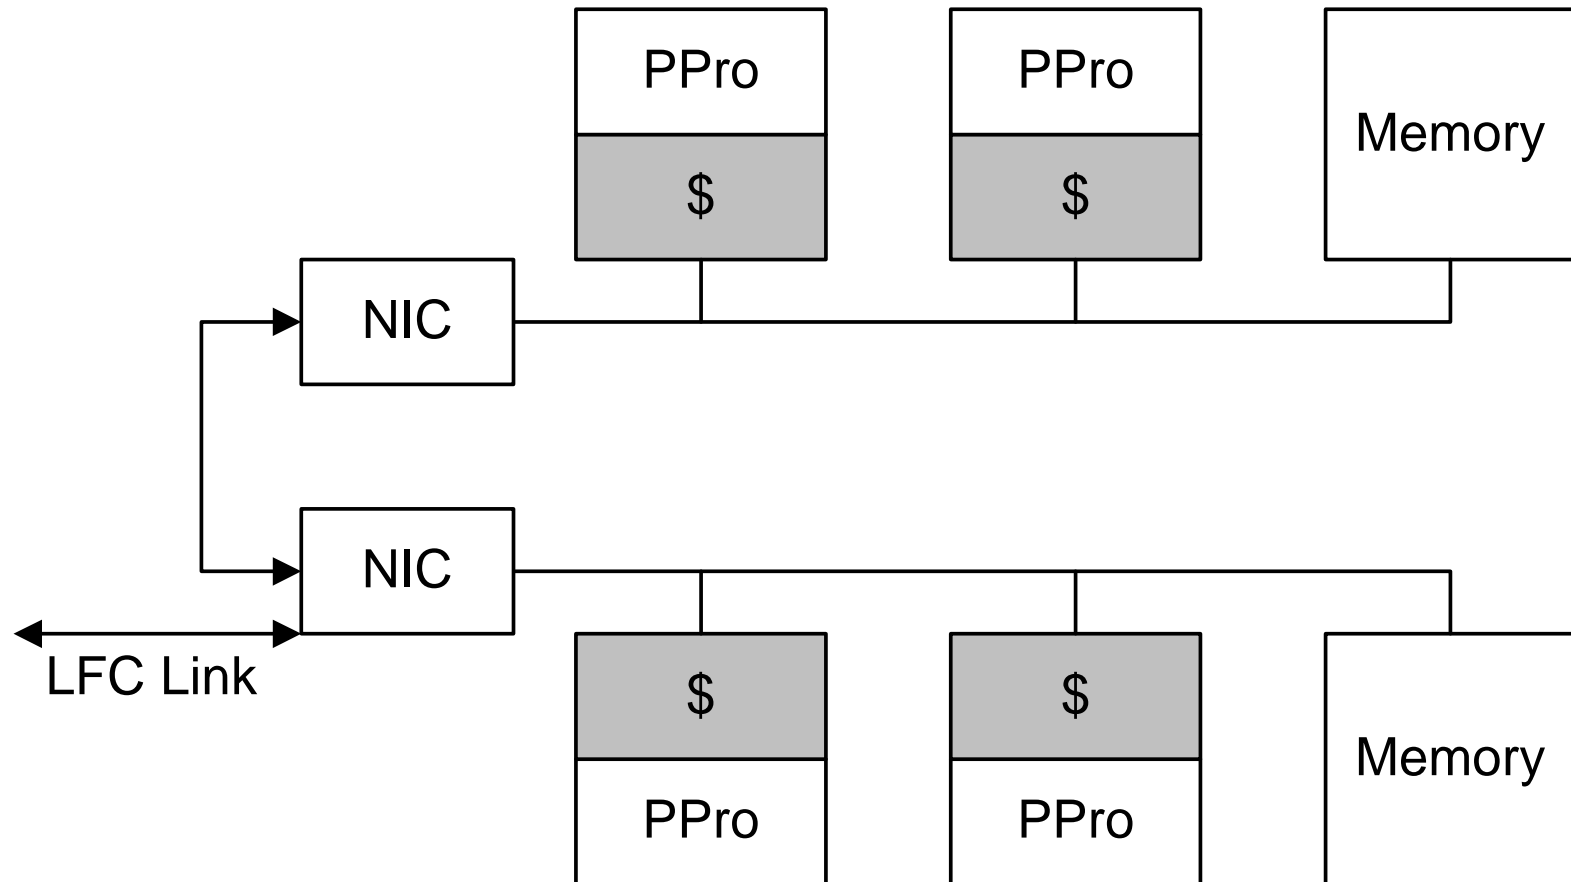 PPro
PPro
Memory
$
$
NIC
NIC
LFC Link
$
$
Memory
PPro
PPro